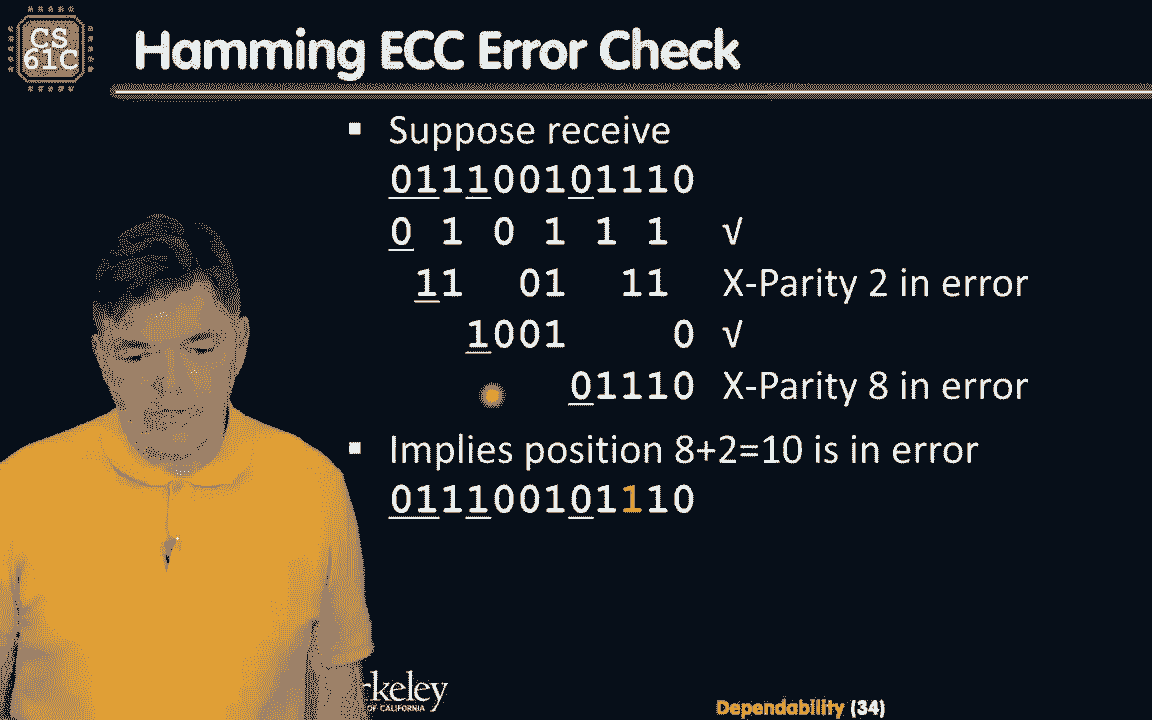 CS
61C
Hamming ECC Error Check
▪ Suppose receive
011100101110
0 1 0 1 1 1 √
11 01 11 X-Parity 2 in error
1001 0 √
01110 X-Parity 8 in error
▪ Implies position 8+2=10 is in error
011100101110
OF CALIFORNIA
Dependability (34)